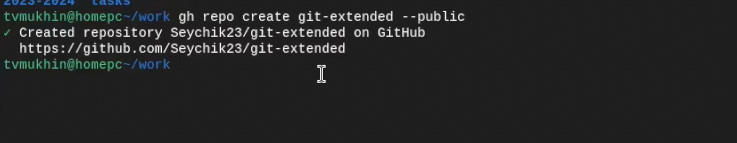 2023-2024 tasks
tvmukhin@homepc~/work gh repo create git-extended --public
✓ Created repository Seychik23/git-extended on GitHub
https://github.com/Seychik23/git-extended
tvmukhin@homepc~/work